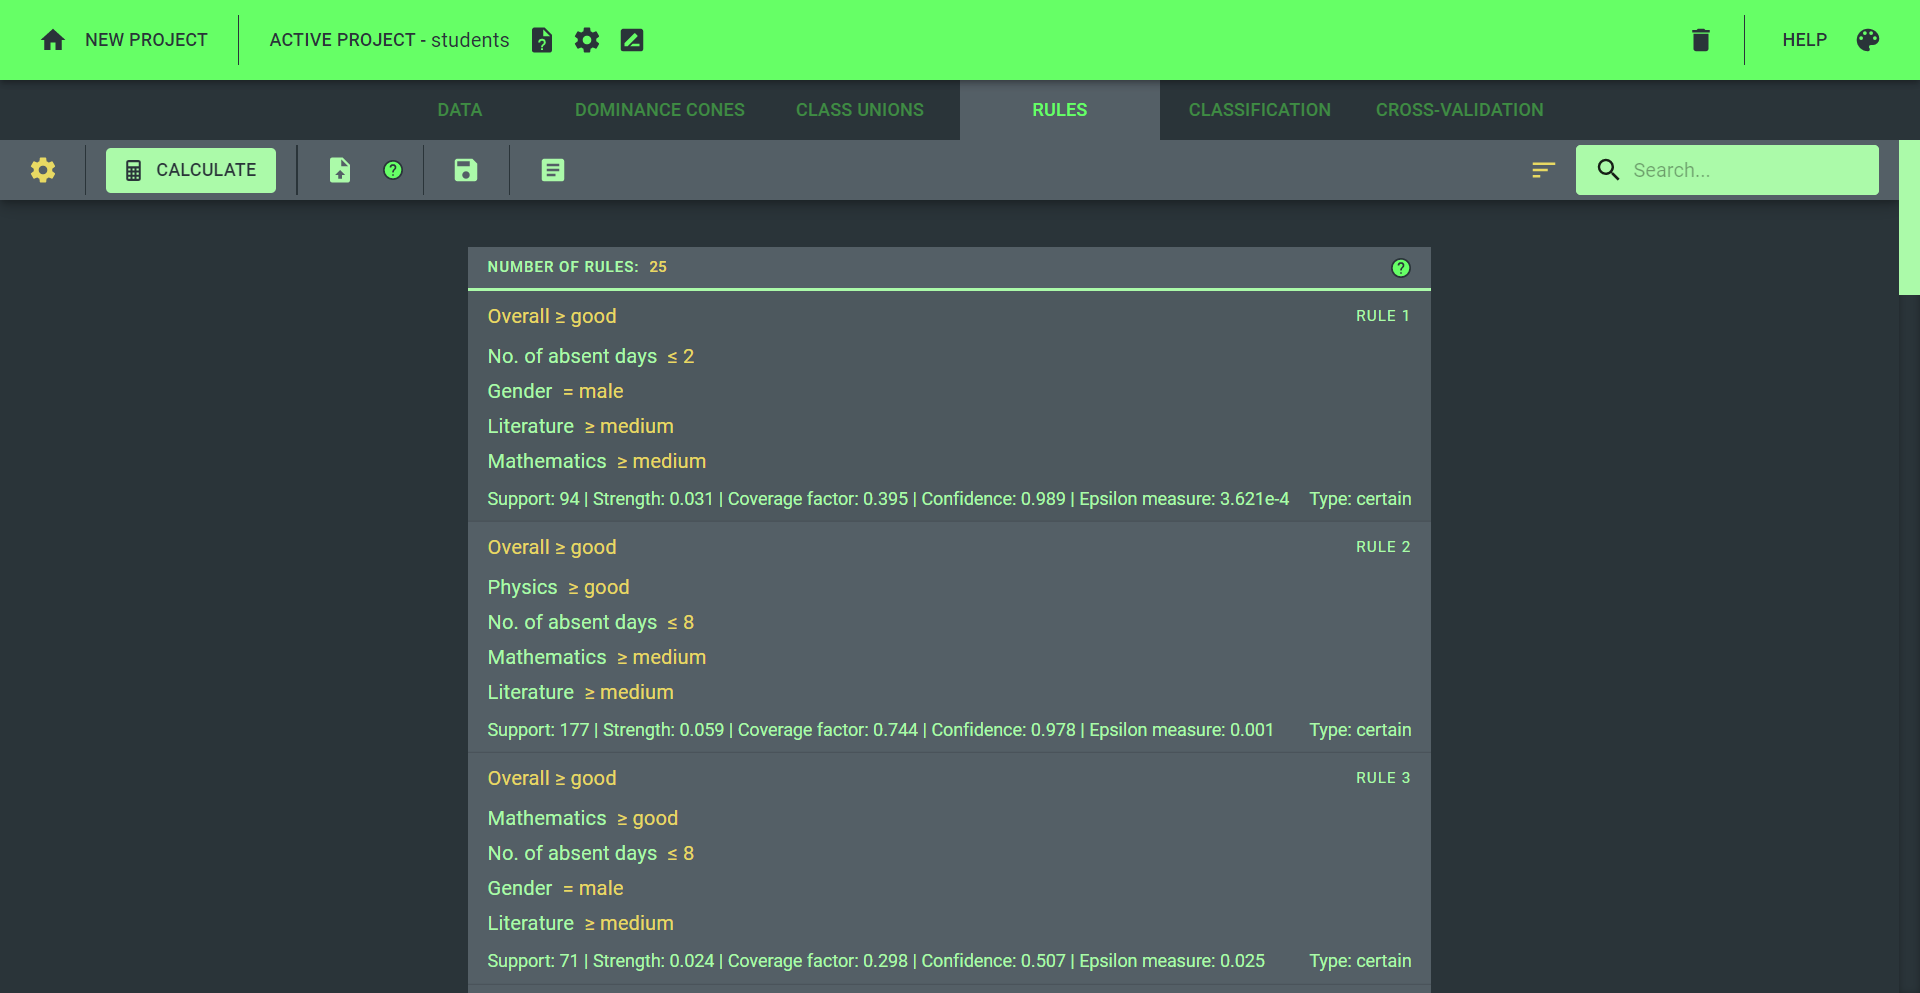 NEW PROJECT
ACTIVE PROJECT - students
HELP
DATA
DOMINANCE CONES
CLASS UNIONS
RULES
CLASSIFICATION
CROSS-VALIDATION
CALCULATE
Search...
NUMBER OF RULES: 25
Overall ≥ good
RULE 1
No. of absent days ≤ 2
Gender = male
Literature ≥ medium
Mathematics ≥ medium
Support: 94 | Strength: 0.031 | Coverage factor: 0.395 | Confidence: 0.989 | Epsilon measure: 3.621e-4 Type: certain
Overall ≥ good
RULE 2
Physics ≥ good
No. of absent days ≤ 8
Mathematics ≥ medium
Literature ≥ medium
Support: 177 | Strength: 0.059 | Coverage factor: 0.744 | Confidence: 0.978 | Epsilon measure: 0.001 Type: certain
Overall ≥ good
RULE 3
Mathematics ≥ good
No. of absent days ≤ 8
Gender = male
Literature ≥ medium
Support: 71 | Strength: 0.024 | Coverage factor: 0.298 | Confidence: 0.507 | Epsilon measure: 0.025 Type: certain